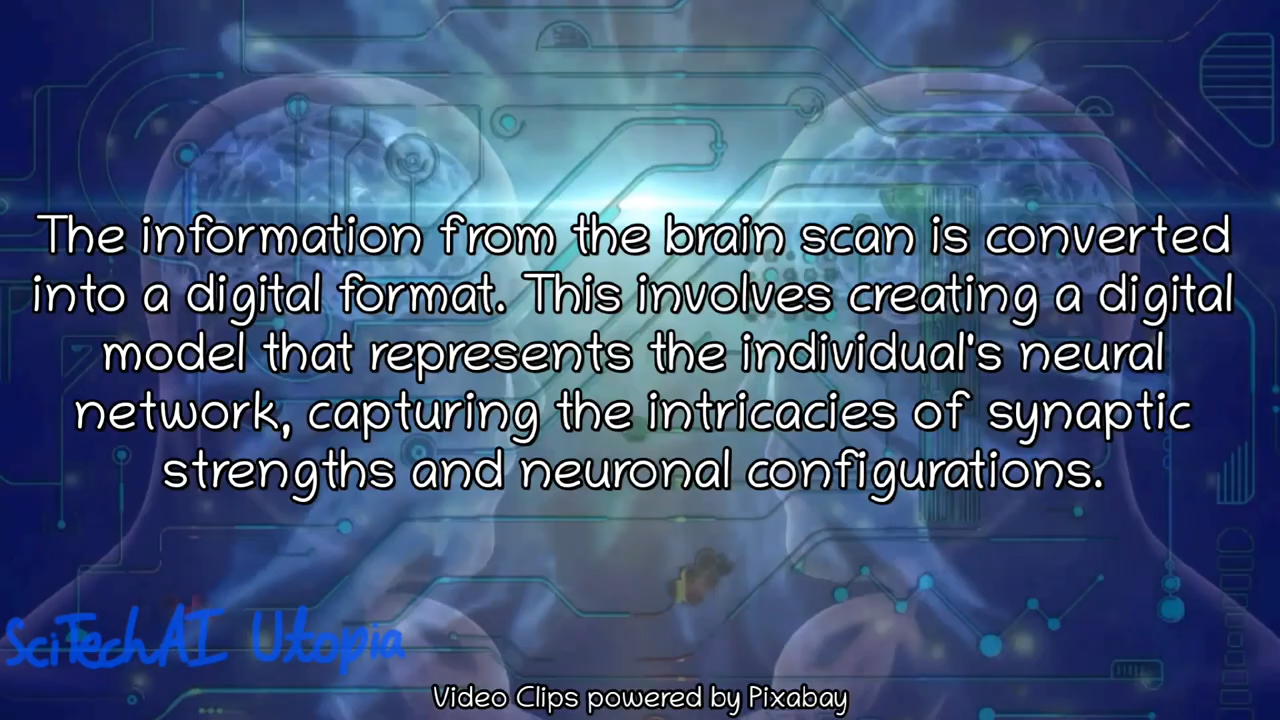 The information from the brain scan is converted
into a digital format. This involves creating a digital
model that represents the individual's neural
network, capturing the intricacies of synaptic
strengths and neuronal configurations.
SciTechAI Utopia
Video Clips powered by Pixabay